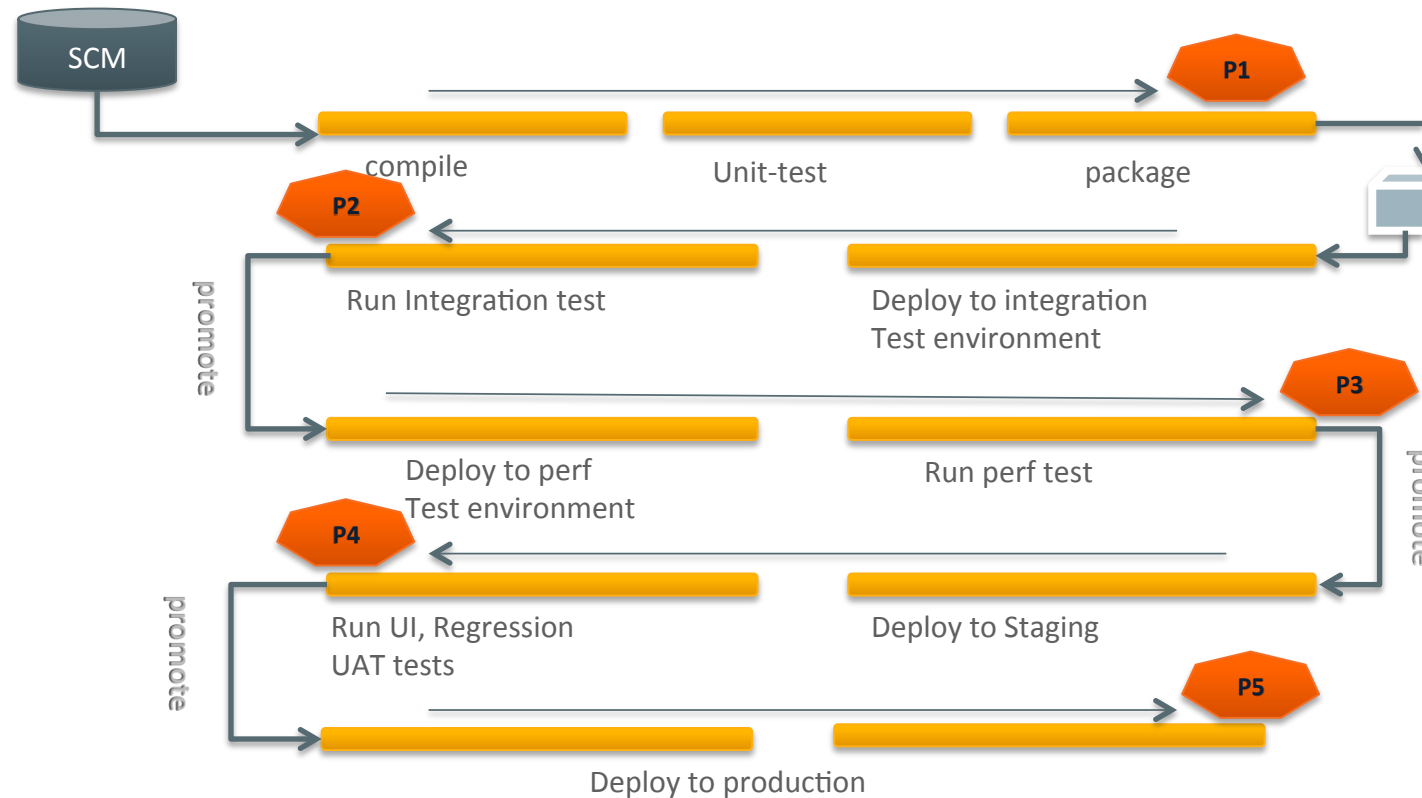 SCM
P1
compile
Unit-test
package
P2
promote
Run Integration test
Deploy to integration
Test environment
P3
Deploy to perf
Test environment
Run perf test
promote
P4
promote
Run UI, Regression
UAT tests
Deploy to Staging
P5
Deploy to production